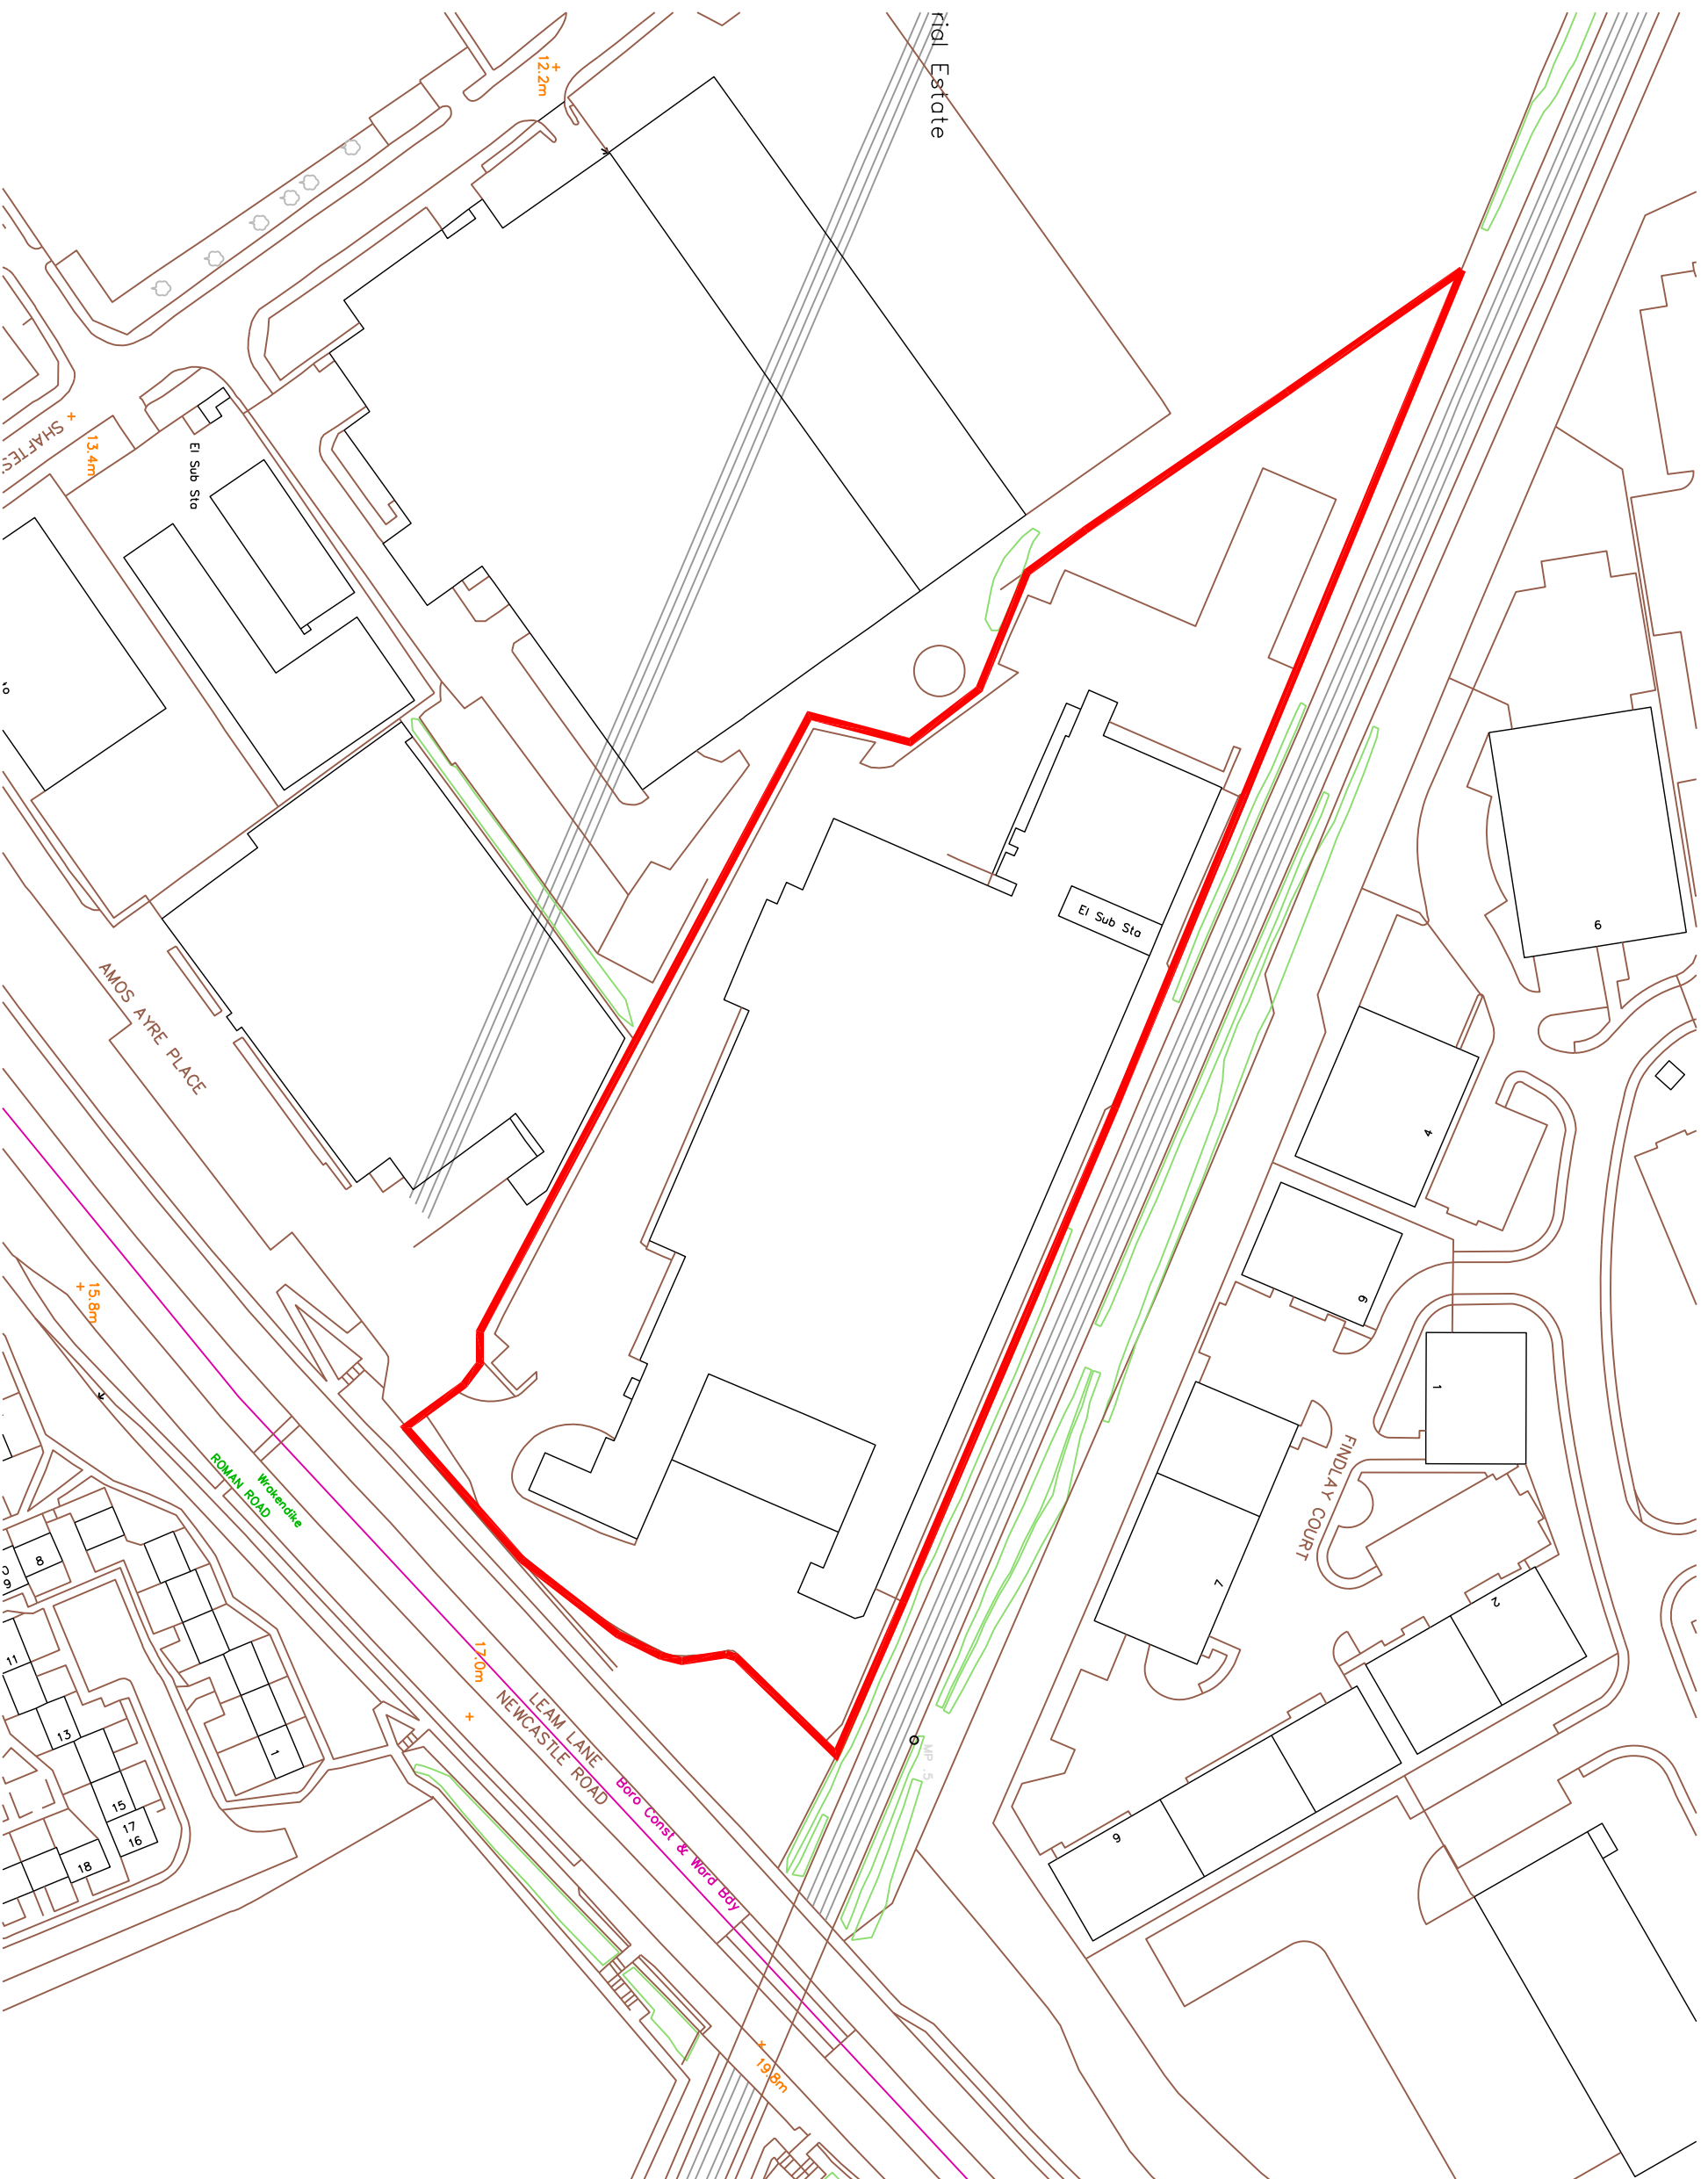 rial Estate
12.2m
13.4m
SHAFTES
El Sub Sta
AMOS AYRE PLACE
El Sub Sta
6
4
9
1
FINDLAY COURT
7
2
15.8m
Wrokendike
ROMAN ROAD
8
9
11
13
1
15
17
16
18
17.0m
LEAM LANE
NEWCASTLE ROAD
Boro Const & Ward Bdy
MP .5
9
19.8m